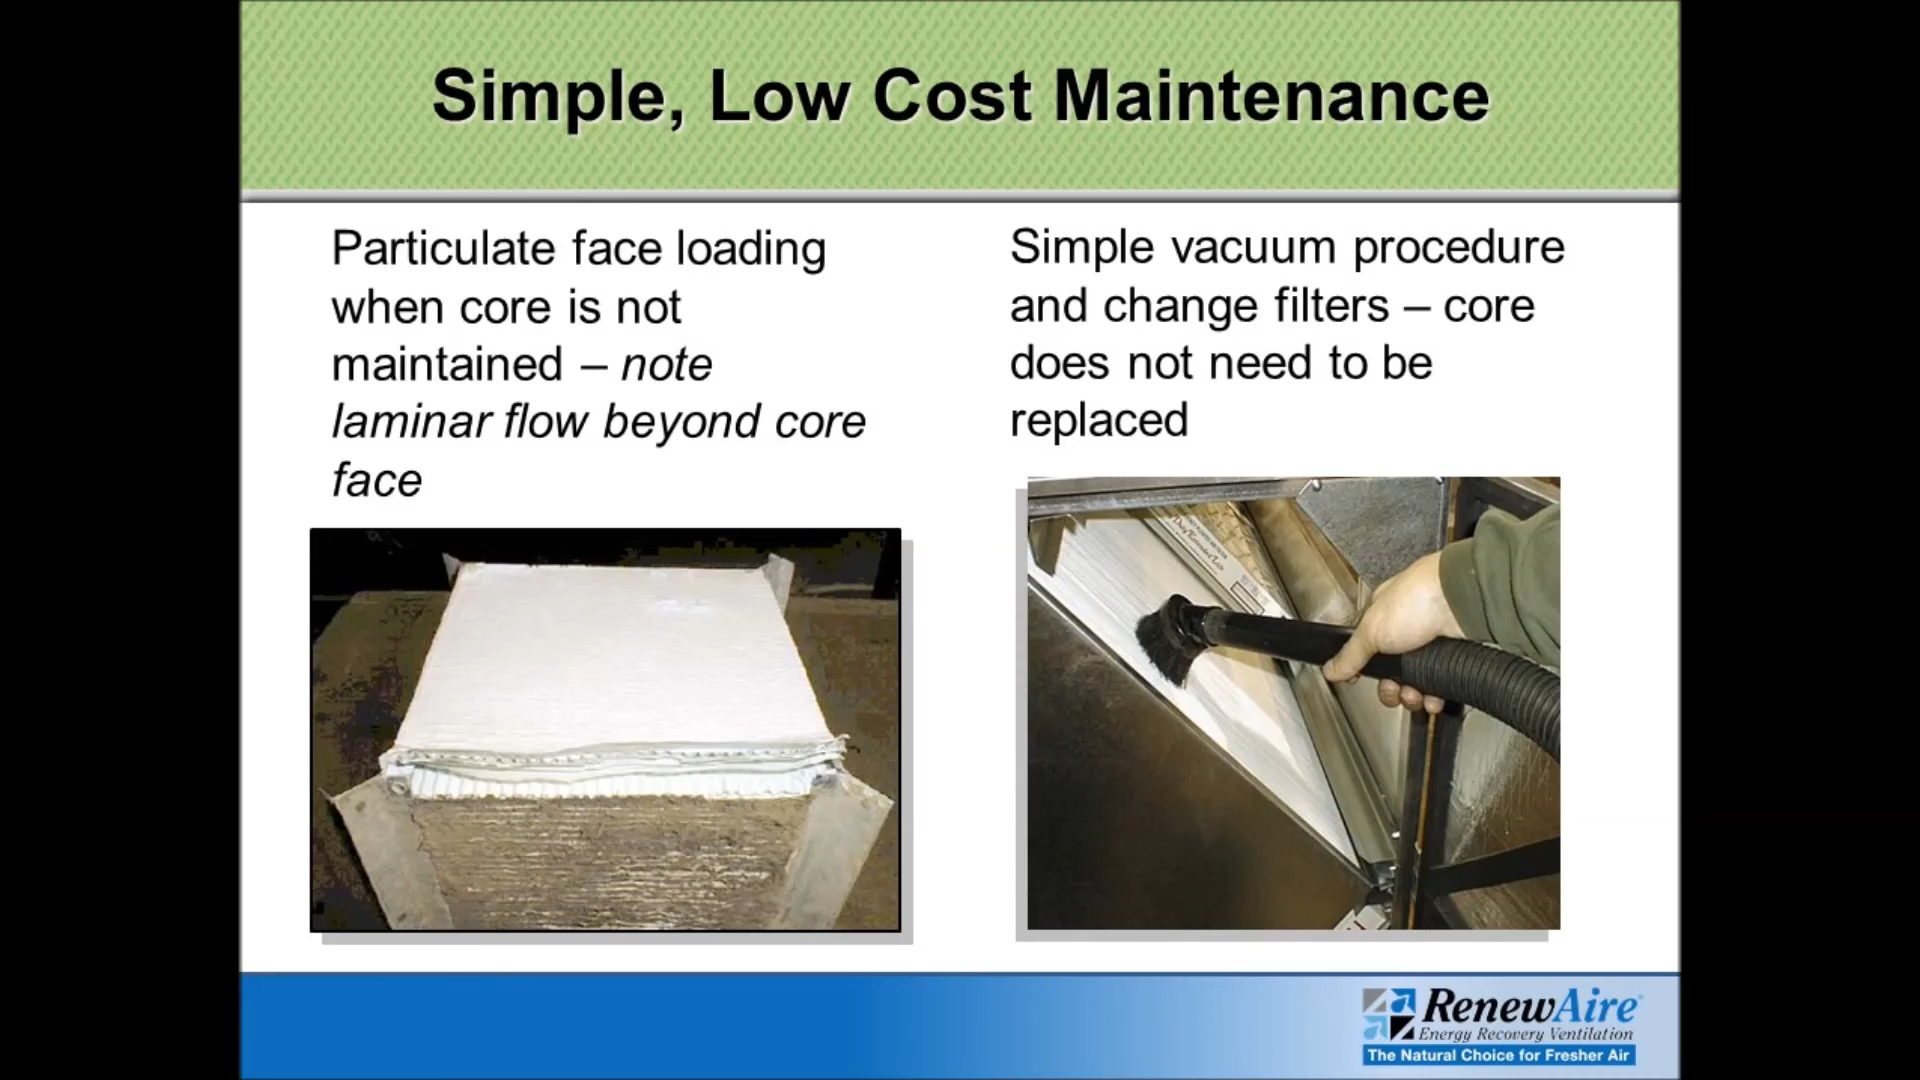 Simple, Low Cost Maintenance
Particulate face loading
when core is not
maintained – note
laminar flow beyond core
face
Simple vacuum procedure
and change filters – core
does not need to be
replaced
RenewAire
Energy Recovery Ventilation
The Natural Choice for Fresher Air